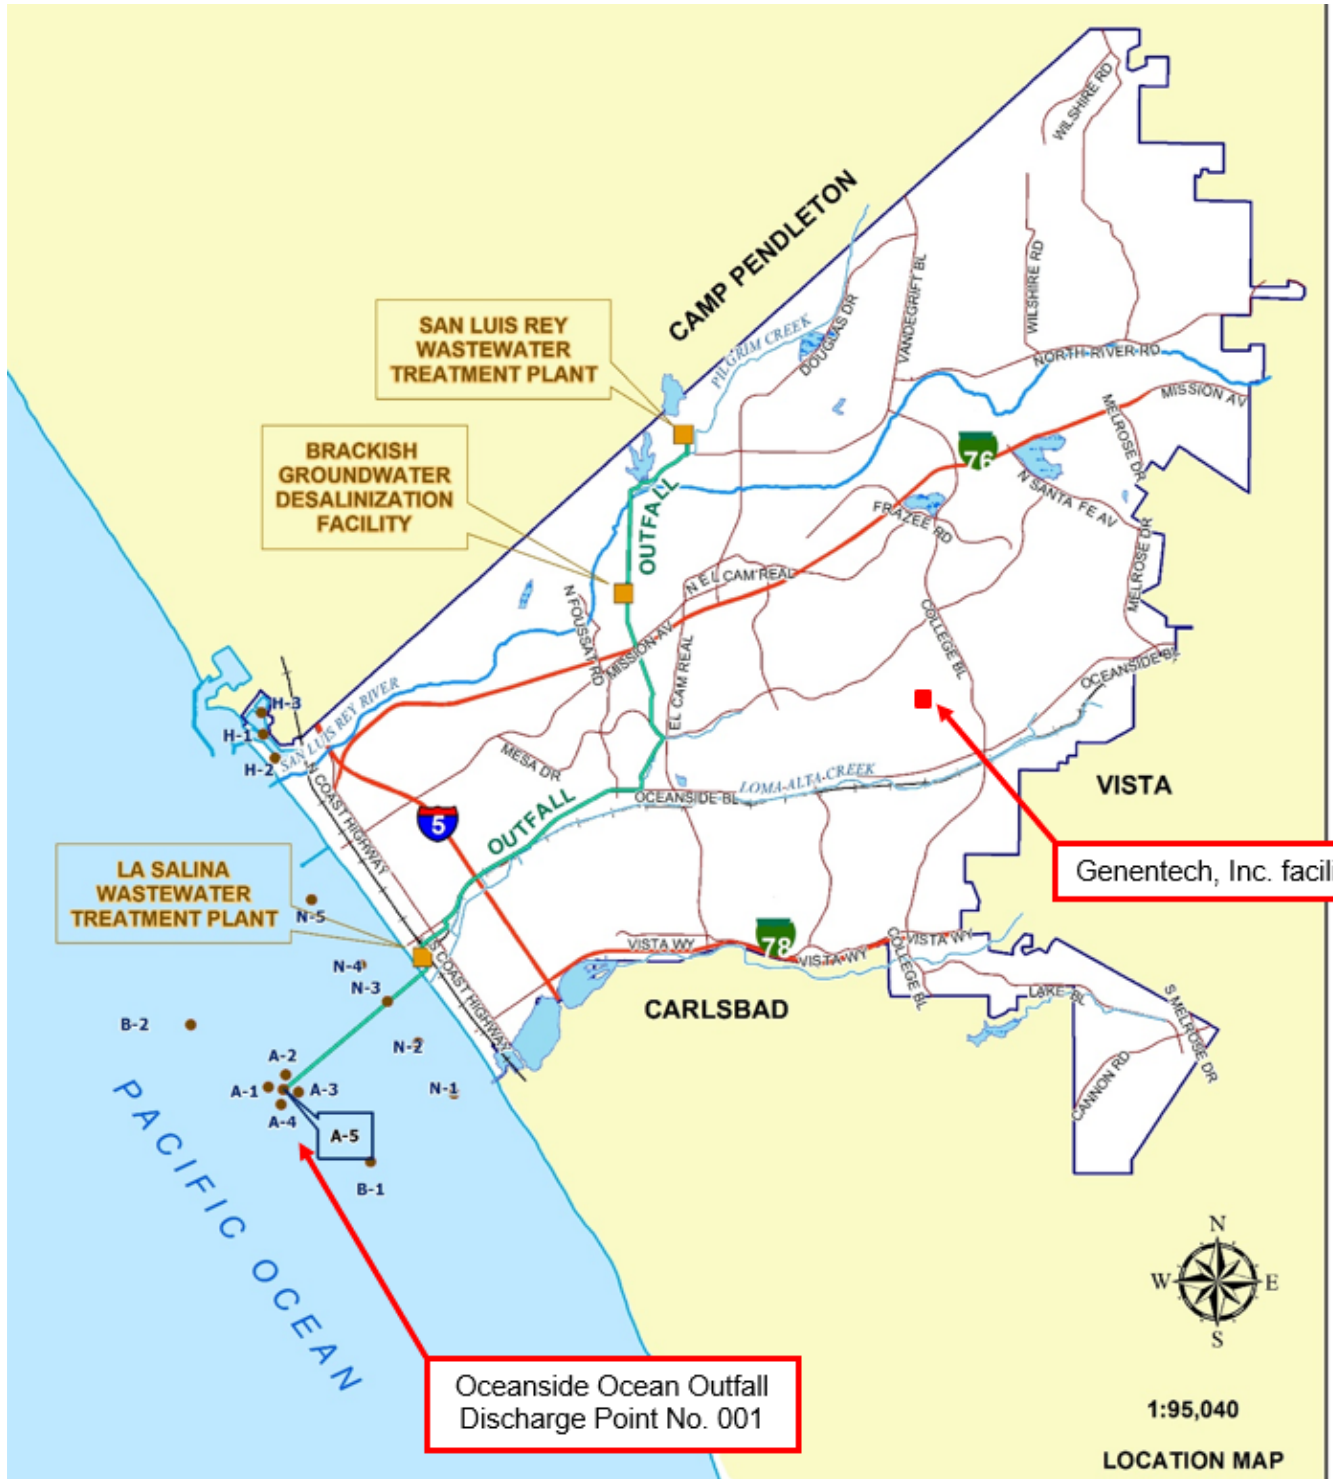 WILSHIRE RD
CAMP PENDLETON
SAN LUIS REY
WASTEWATER
TREATMENT PLANT
PILGRIM CREEK
DOUGLAS DR
VANDEGRIFT BL
WILSHIRE RD
NORTH RIVER RD
MISSION AV
MELROSE DR
BRACKISH
GROUNDWATER
DESALINIZATION
FACILITY
OUTFALL
76
N SANTA FE AV
FRAZEE RD
MELROSE DR
N EL CAM REAL
N FOUSSAT RD
MISSION AV
EL CAM REAL
COLLEGE BL
OCEANSIDE BL
H-3
H-1
H-2
SAN LUIS REY RIVER
N COAST HIGHWAY
MESA DR
OCEANSIDE BL
LOMA ALTA CREEK
VISTA
5
OUTFALL
Genentech, Inc. facili
LA SALINA
WASTEWATER
TREATMENT PLANT
N-5
N-4
N-3
S COAST HIGHWAY
VISTA WY
78
VISTA WY
COLLEGE BL
VISTA WY
LAKE BL
S MELROSE DR
CANNON RD
CARLSBAD
B-2
N-2
A-2
A-1
A-3
N-1
A-4
A-5
B-1
PACIFIC OCEAN
N
W
E
S
Oceanside Ocean Outfall
Discharge Point No. 001
1:95,040
LOCATION MAP